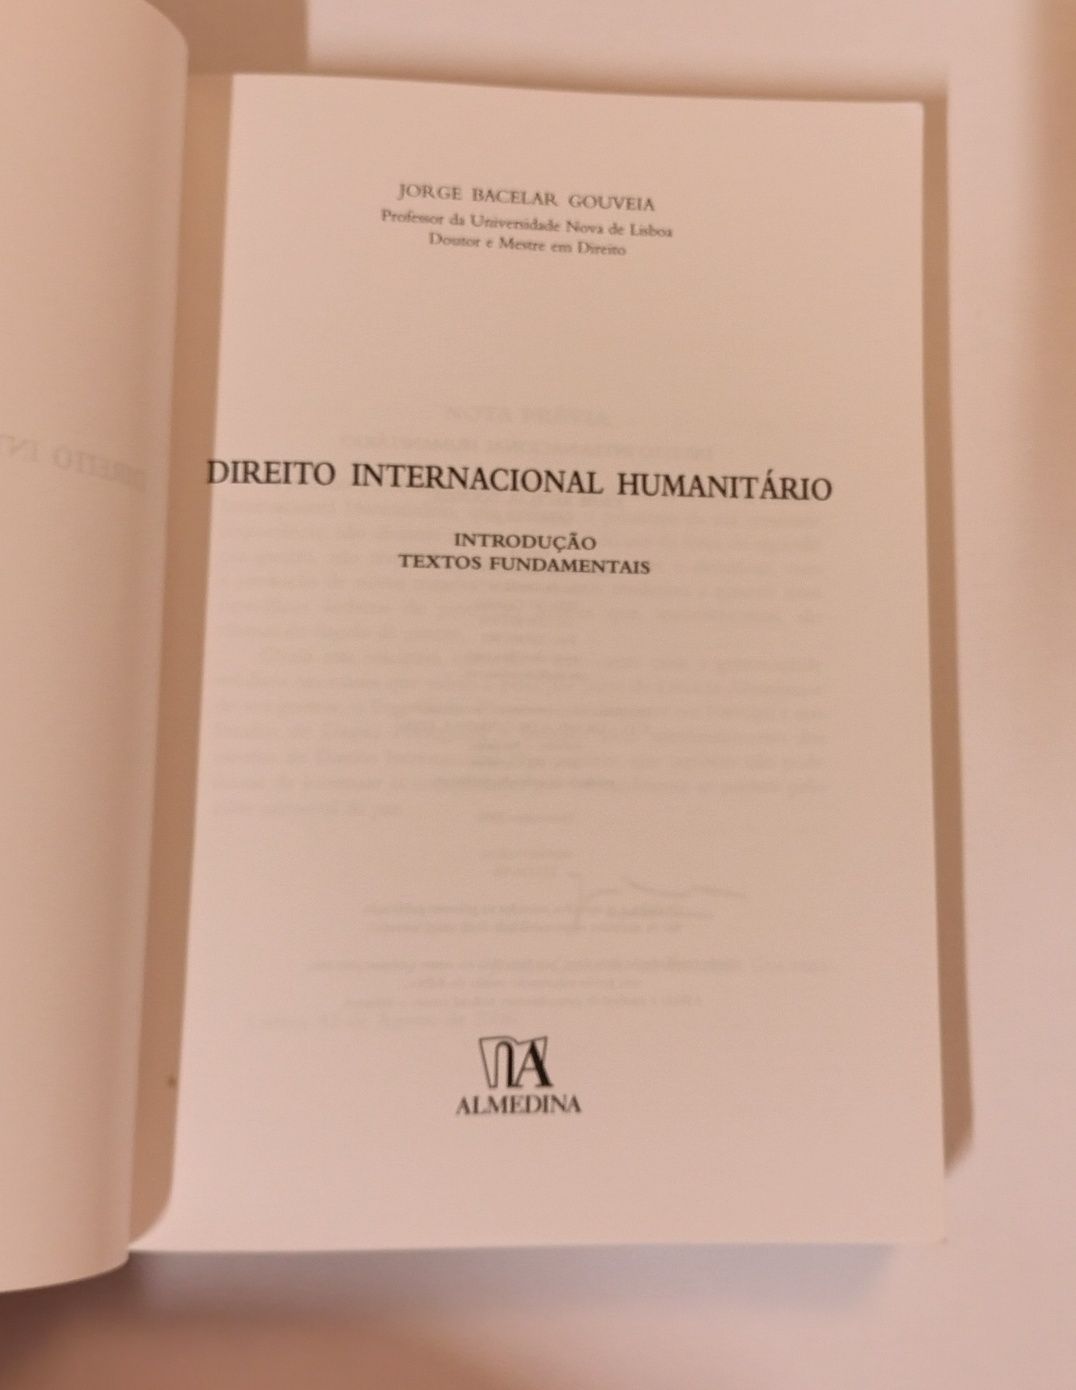 JORGE BACELAR GOUVEIA
Professor da Universidade Nova de Lisboa
Doutor e Mestre em Direito
DIREITO INTERNACIONAL HUMANITÁRIO
INTRODUÇÃO
TEXTOS FUNDAMENTAIS
ALMEDINA